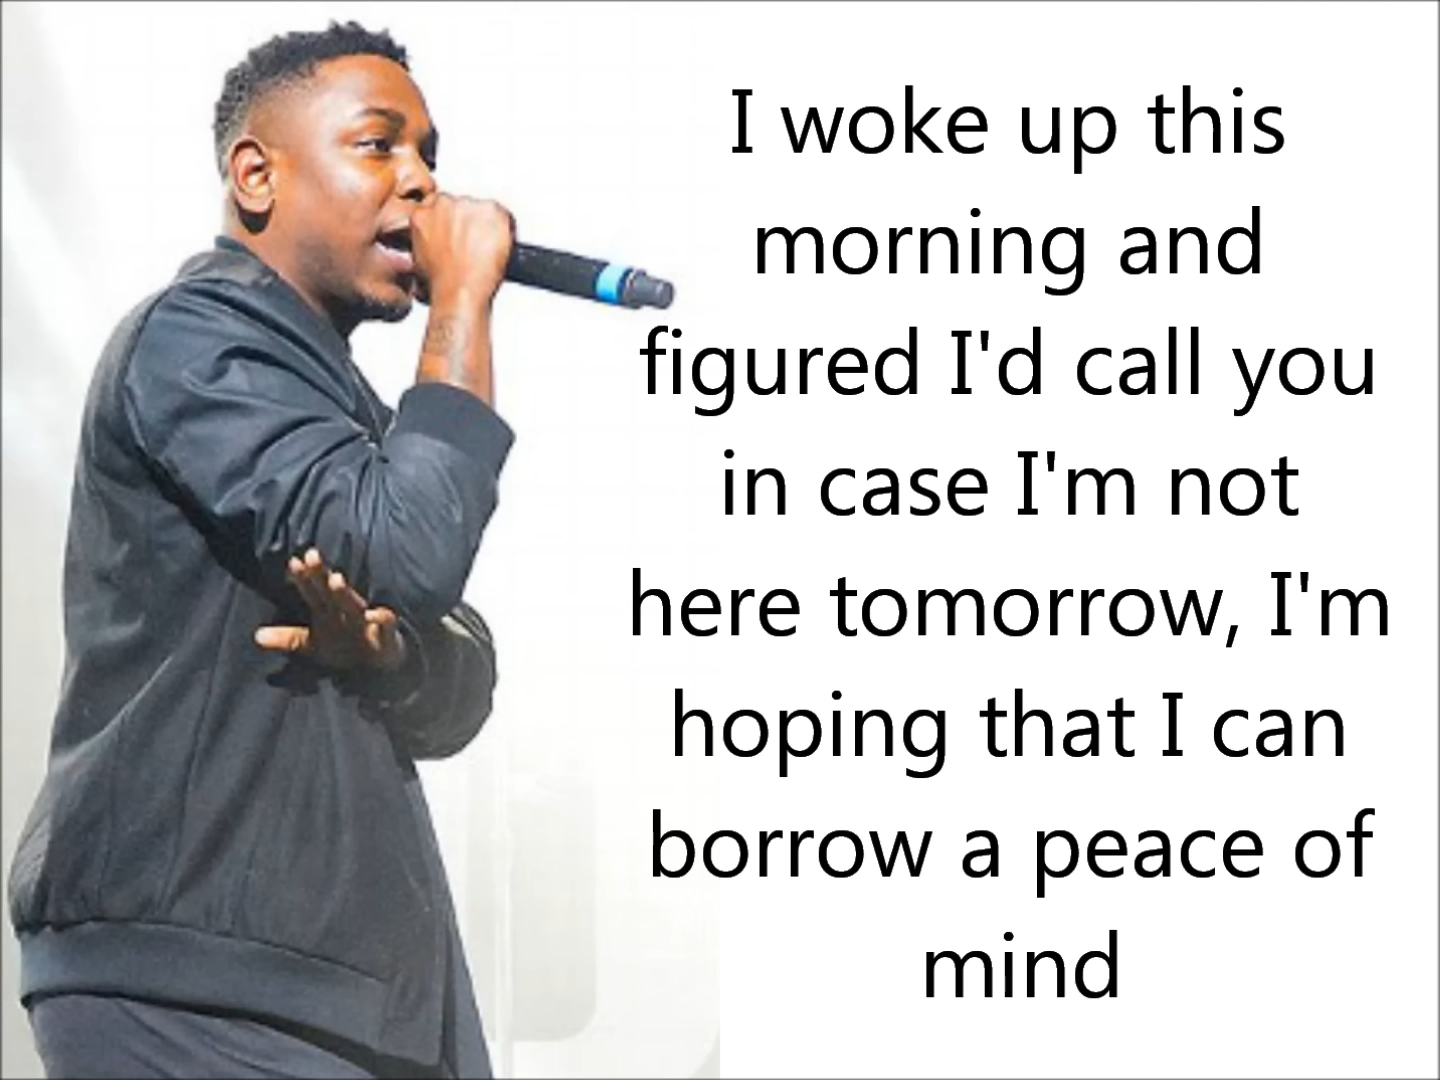 I woke up this
morning and
figured I'd call you
in case I'm not
here tomorrow, I'm
hoping that I can
borrow a peace of
mind